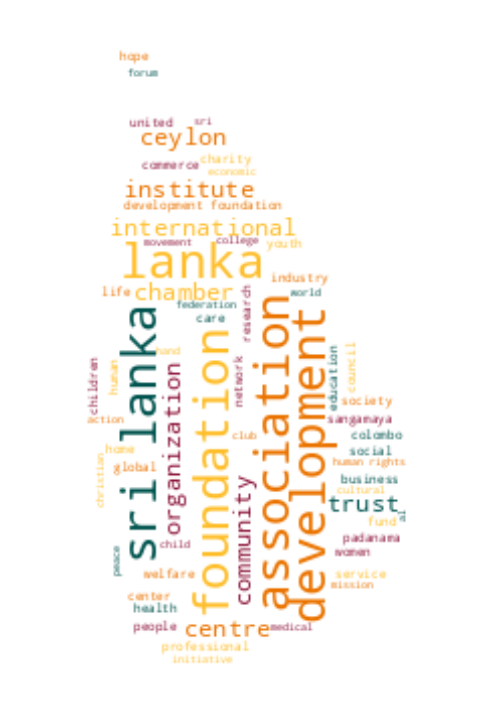 hope
forum
united
sri
ceylon
commerce
charity
economic
institute
development foundation
international
movement
college
youth
lanka
industry
life
chamber
world
federation
care
research
sri lanka
foundation
association
development
hand
network
education
council
children
human
organization
society
action
sangamaya
club
colombo
home
social
global
human rights
christian
community
business
cultural
trust
al
fund
child
padanama
peace
women
welfare
service
mission
center
health
people
centre
medical
professional
initiative